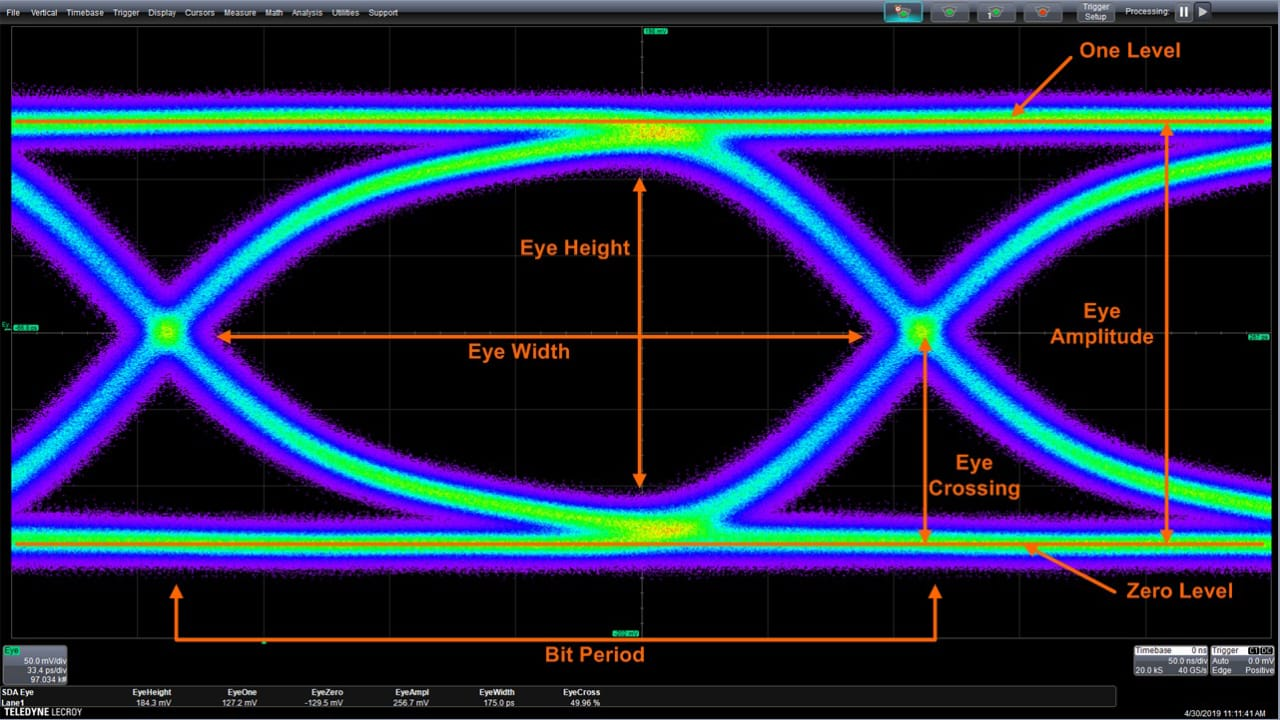 File Vertical Timebase Trigger Display Cursors Measure Math Analysis Utilities Support
Trigger Setup
Processing:
One Level
Eye Height
Eye Width
Eye
Amplitude
Eye
Crossing
Zero Level
Bit Period
Eye
50.0 mV/div
33.4 ps/div
97.034 k#
Timebase 0 ns
50.0 ns/div
20.0 kS 40 GS/s
Trigger C1 DC
Auto 0.0 mV
Edge Positive
SDA Eye EyeHeight EyeOne EyeZero EyeAmpl EyeWidth EyeCross
Lane1 184.3 mV 127.2 mV -129.5 mV 256.7 mV 175.0 ps 49.96 %
TELEDYNE LECROY
4/30/2019 11:11:41 AM